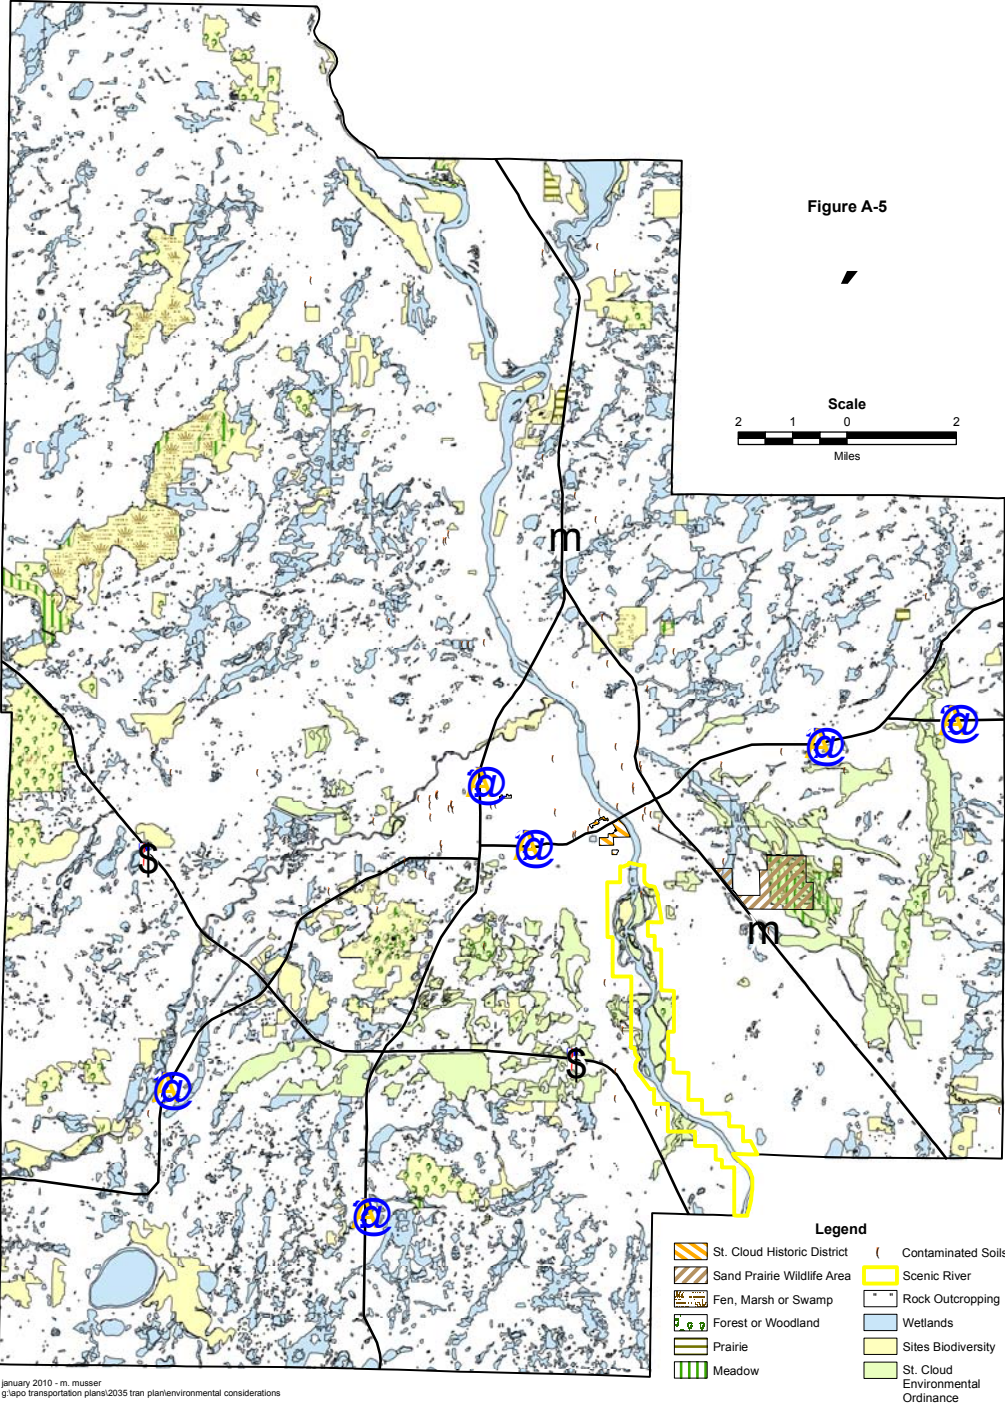 Figure A-5
Scale
2 1 0 2
Miles
m
@
@
@
$
@
m
$
@
@
Legend
St. Cloud Historic District
Sand Prairie Wildlife Area
Fen, Marsh or Swamp
Forest or Woodland
Prairie
Meadow
Contaminated Soils
Scenic River
Rock Outcropping
Wetlands
Sites Biodiversity
St. Cloud
Environmental
Ordinance
january 2010 - m. musser
g:\apo transportation plans\2035 tran plan\environmental considerations